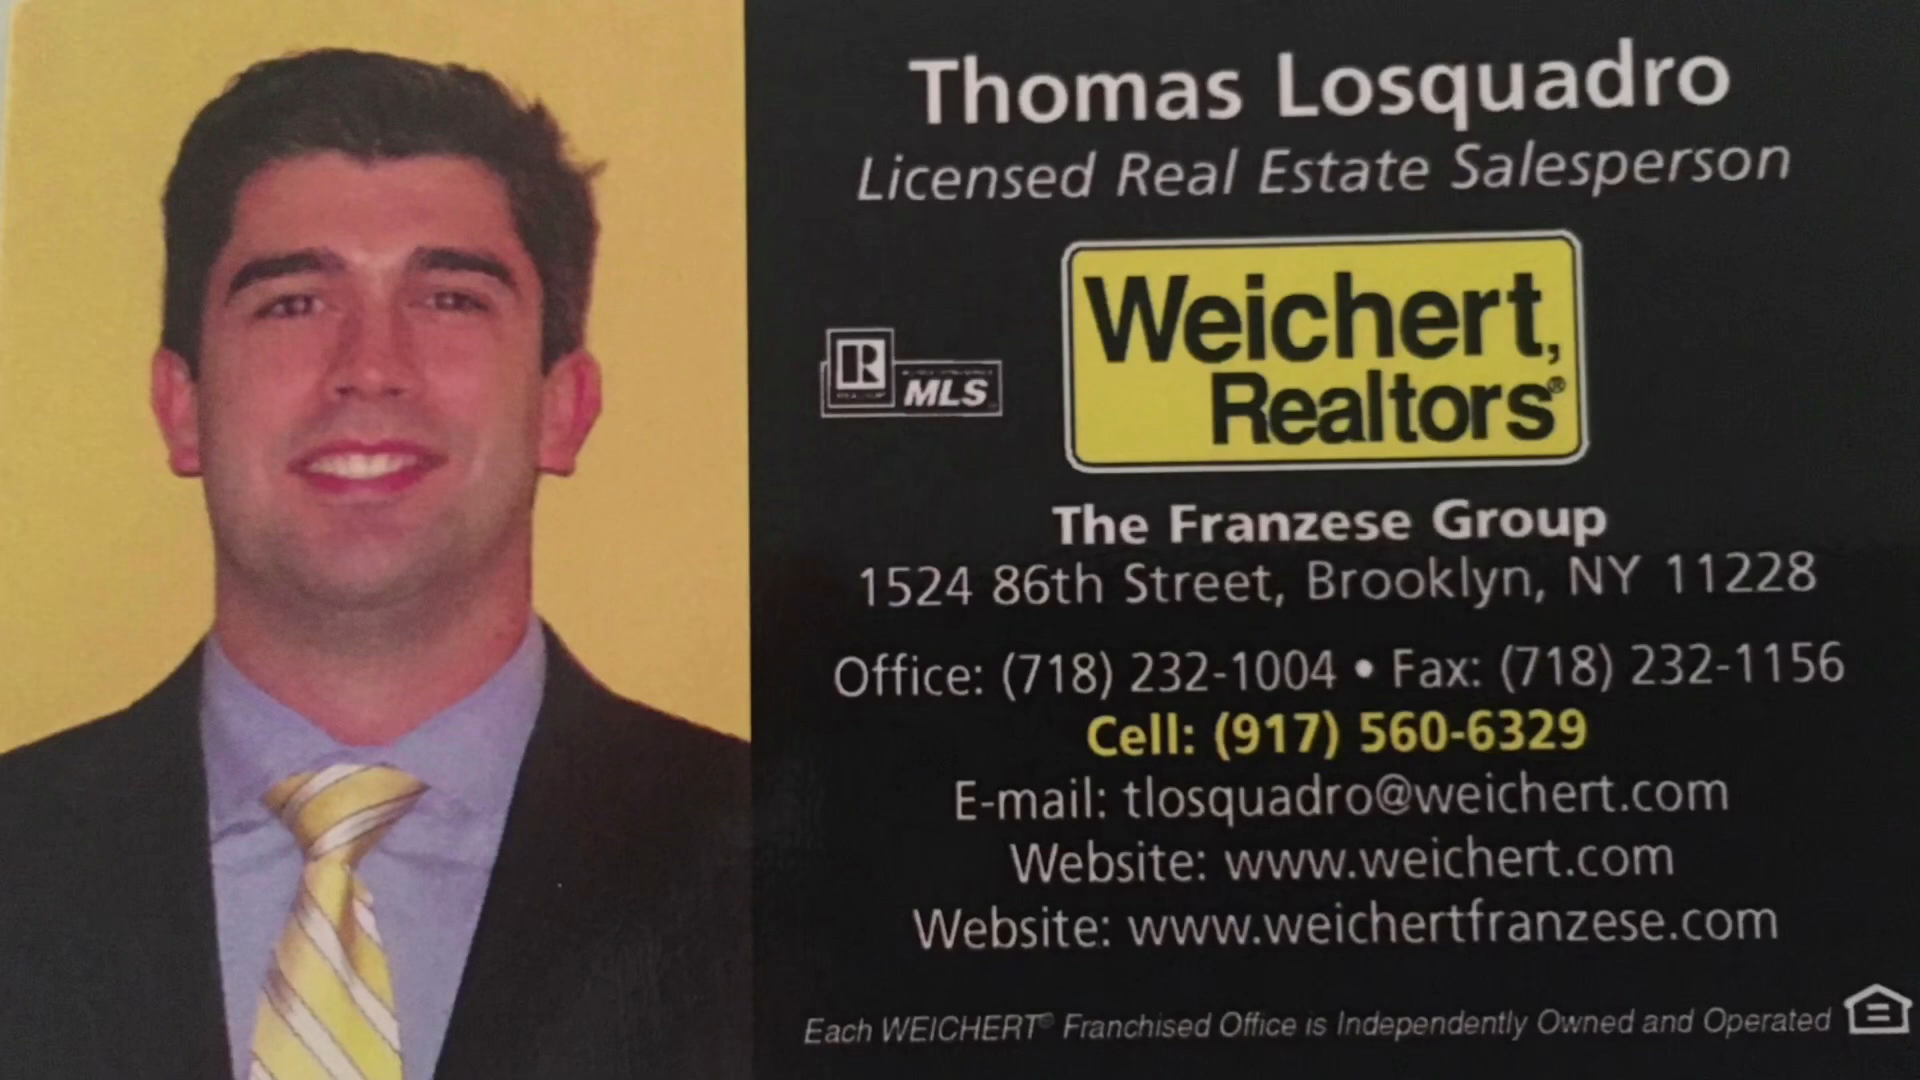 Thomas Losquadro
Licensed Real Estate Salesperson
Weichert,
Realtors®
R
MLS
The Franzese Group
1524 86th Street, Brooklyn, NY 11228
Office: (718) 232-1004 • Fax: (718) 232-1156
Cell: (917) 560-6329
E-mail: tlosquadro@weichert.com
Website: www.weichert.com
Website: www.weichertfranzese.com
Each WEICHERT® Franchised Office is Independently Owned and Operated